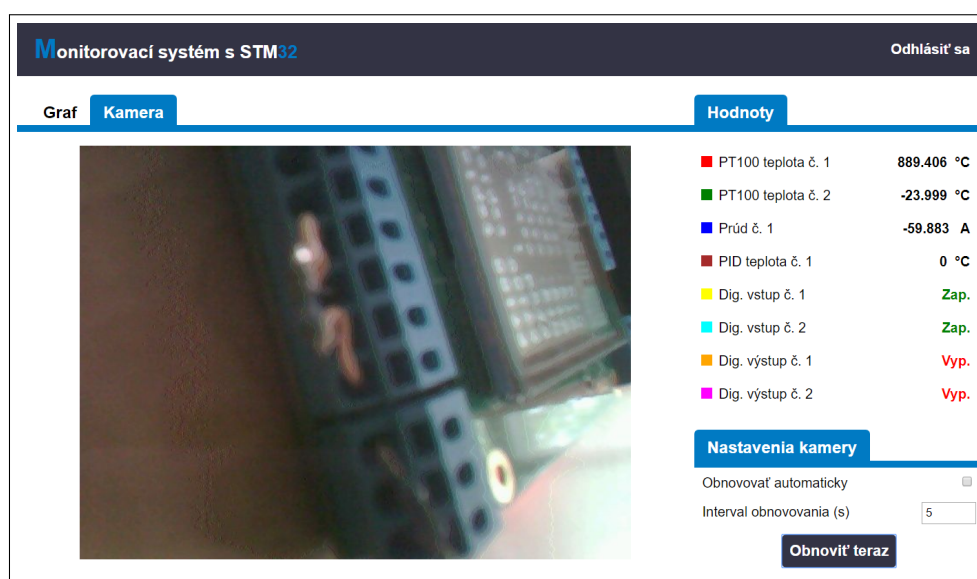 Monitorovací systém s STM32 Odhlásiť sa
Graf Kamera
Hodnoty
PT100 teplota č. 1 889.406 °C
PT100 teplota č. 2 -23.999 °C
Prúd č. 1 -59.883 A
PID teplota č. 1 0 °C
Dig. vstup č. 1 Zap.
Dig. vstup č. 2 Zap.
Dig. výstup č. 1 Vyp.
Dig. výstup č. 2 Vyp.
Nastavenia kamery
Obnovovať automaticky
Interval obnovovania (s) 5
Obnoviť teraz